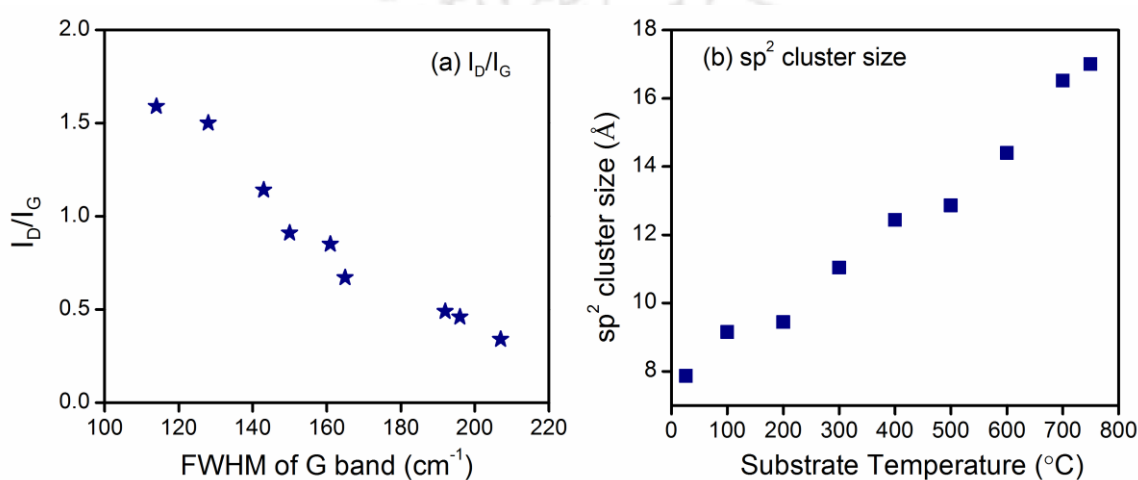 (a) I_D/I_G
I_D/I_G
2.0
1.5
1.0
0.5
0.0
100 120 140 160 180 200 220
FWHM of G band (cm⁻¹)
(b) sp² cluster size
sp² cluster size (Å)
18
16
14
12
10
8
0 100 200 300 400 500 600 700 800
Substrate Temperature (°C)